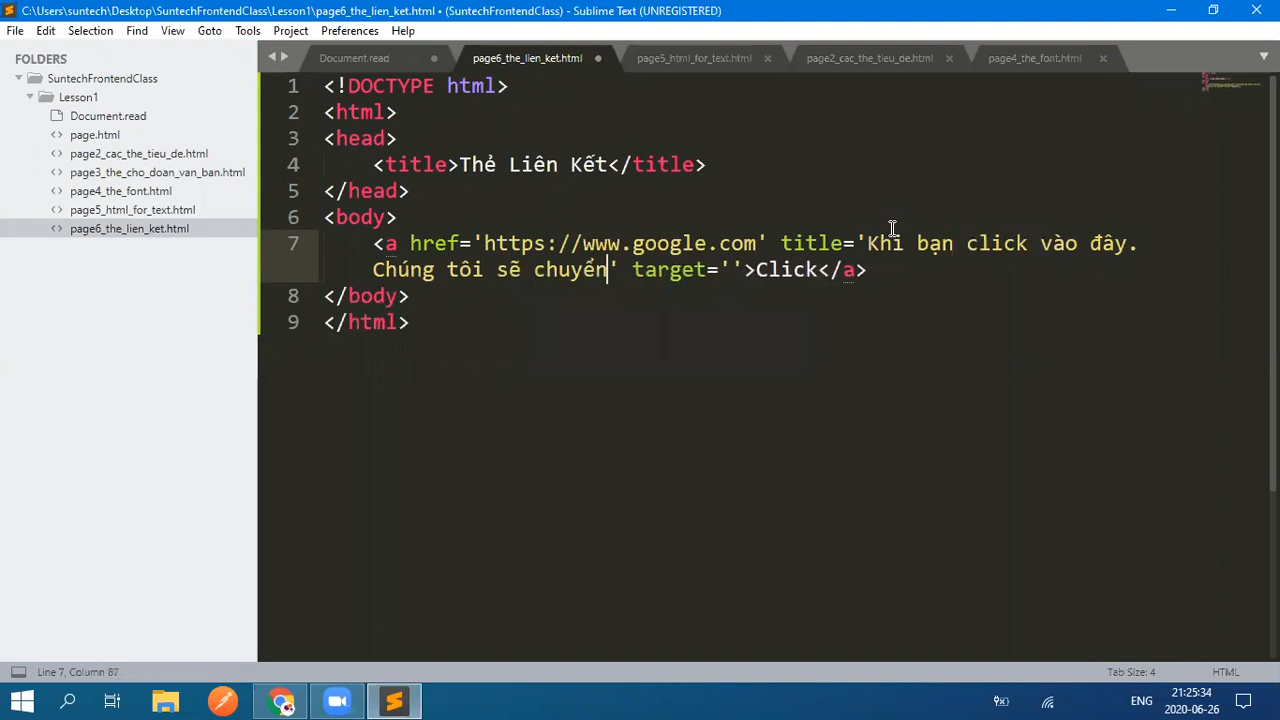 C:\Users\suntech\Desktop\SuntechFrontendClass\Lesson1\page6_the_lien_ket.html • (SuntechFrontendClass) - Sublime Text (UNREGISTERED)
File Edit Selection Find View Goto Tools Project Preferences Help
FOLDERS
SuntechFrontendClass
Lesson1
Document.read
page.html
page2_cac_the_tieu_de.html
page3_the_cho_doan_van_ban.html
page4_the_font.html
page5_html_for_text.html
page6_the_lien_ket.html
Document.read page6_the_lien_ket.html page5_html_for_text.html page2_cac_the_tieu_de.html page4_the_font.html
1 <!DOCTYPE html>
2 <html>
3 <head>
4 <title>Thẻ Liên Kết</title>
5 </head>
6 <body>
7 <a href='https://www.google.com' title='Khi bạn click vào đây.
Chúng tôi sẽ chuyển' target=''>Click</a>
8 </body>
9 </html>
Line 7, Column 87 Tab Size: 4 HTML
ENG
21:25:34
2020-06-26